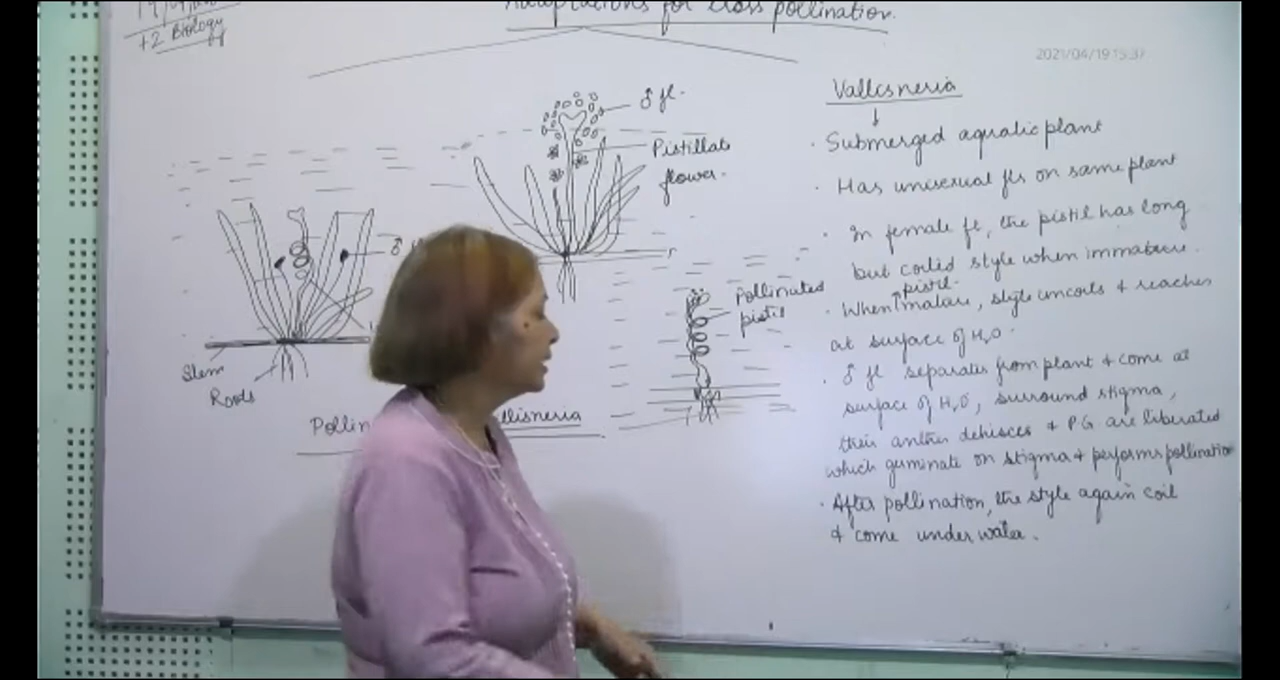 +2 Biology
Adaptations for cross pollination.
2021/04/19 15:37
♂ fl.
Pistillate
flower.
♂
Stem
Roots
Pollin
llisneria
Pollinated
pistil
Vallisneria
↓
· Submerged aquatic plant
· Has unisexual fls on same plant
· In female fl, the pistil has long
but coiled style when immature.
pistil
· When ↑ mature, style uncoils & reaches
at surface of H₂O.
· ♂ fl separates from plant & come at
surface of H₂O, surround stigma,
their anther dehisces & P.G are liberated
which germinate on stigma & performs pollination
· After pollination, the style again coil
& come under water.